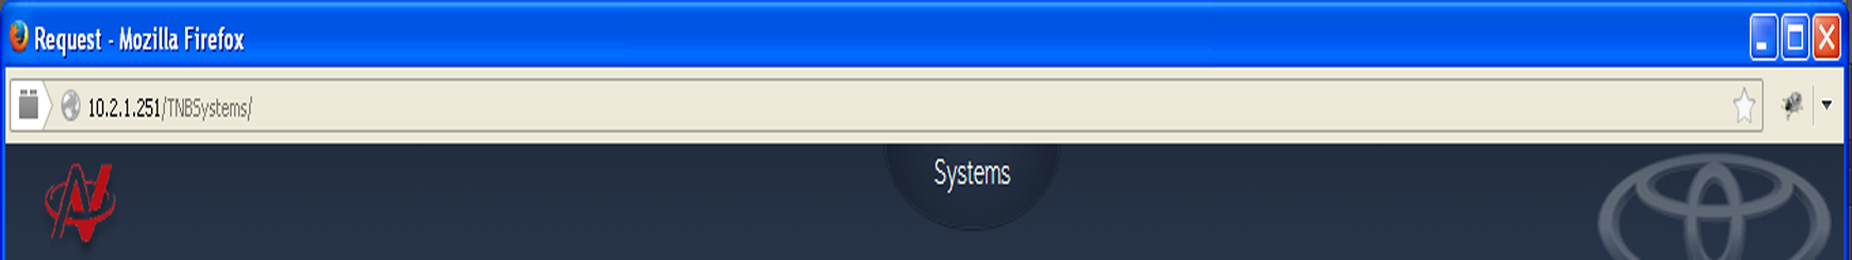 Request - Mozilla Firefox
10.2.1.251/TNBSystems/
Systems